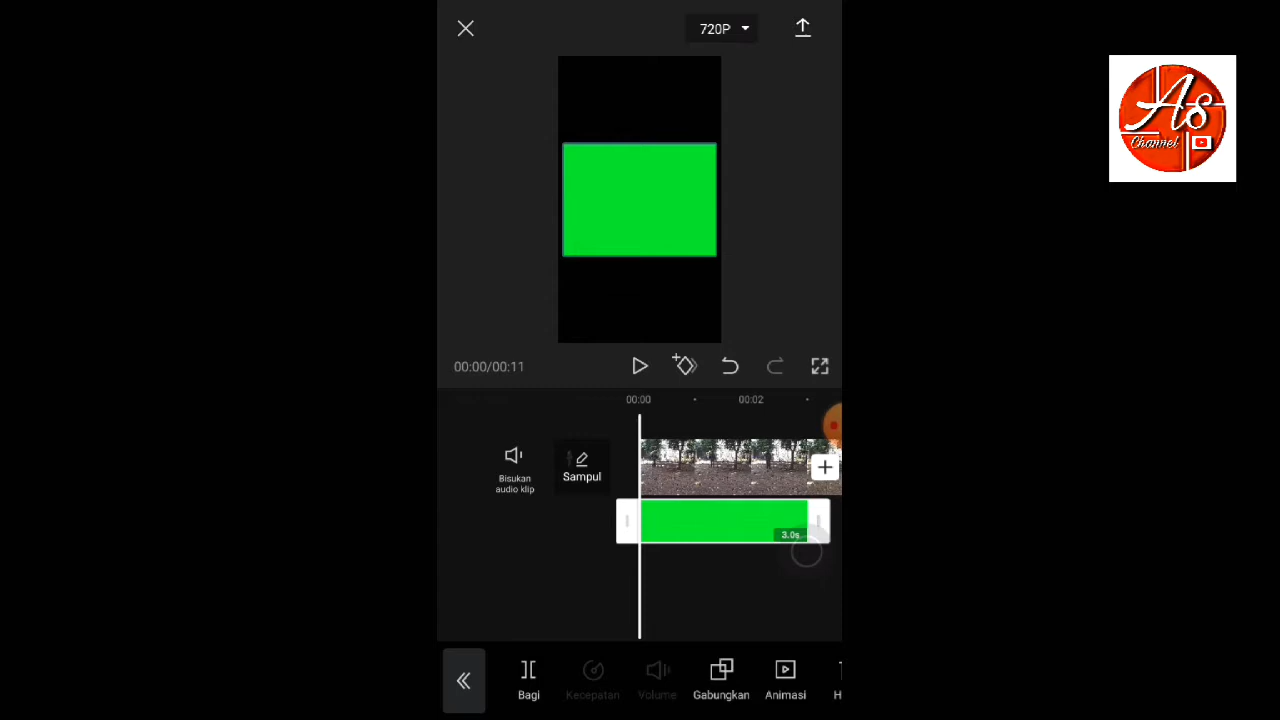 720P
As
Channel
00:00/00:11
00:00
00:02
Bisukan
audio klip
Sampul
3.0s
Bagi
Kecepatan
Volume
Gabungkan
Animasi
H